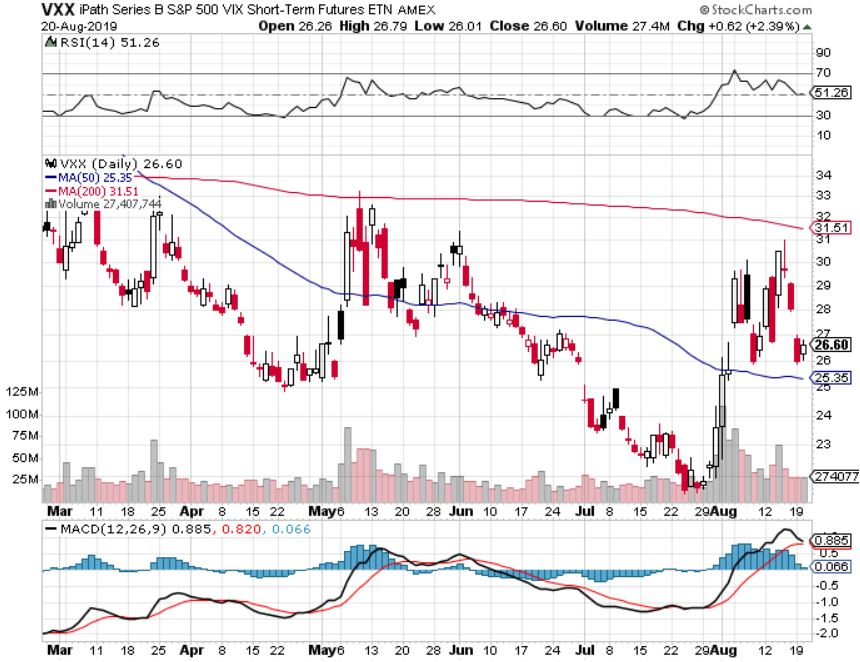 VXX iPath Series B S&P 500 VIX Short-Term Futures ETN AMEX © StockCharts.com
20-Aug-2019 Open 26.26 High 26.79 Low 26.01 Close 26.60 Volume 27.4M Chg +0.62 (+2.39%)
RSI(14) 51.26
90
70
51.26
30
10
VXX (Daily) 26.60
MA(50) 25.35
MA(200) 31.51
Volume 27,407,744
34
33
32
31.51
31
30
29
28
27
26.60
26
25.35
25
24
23
274077
125M
100M
75M
50M
25M
Mar 11 18 25 Apr 8 15 22 May 6 13 20 28 Jun 10 17 24 Jul 8 15 22 29 Aug 12 19
MACD(12,26,9) 0.885, 0.820, 0.066
0.885
0.5
0.066
-0.5
-1.0
-1.5
-2.0
Mar 11 18 25 Apr 8 15 22 May 6 13 20 28 Jun 10 17 24 Jul 8 15 22 29 Aug 12 19